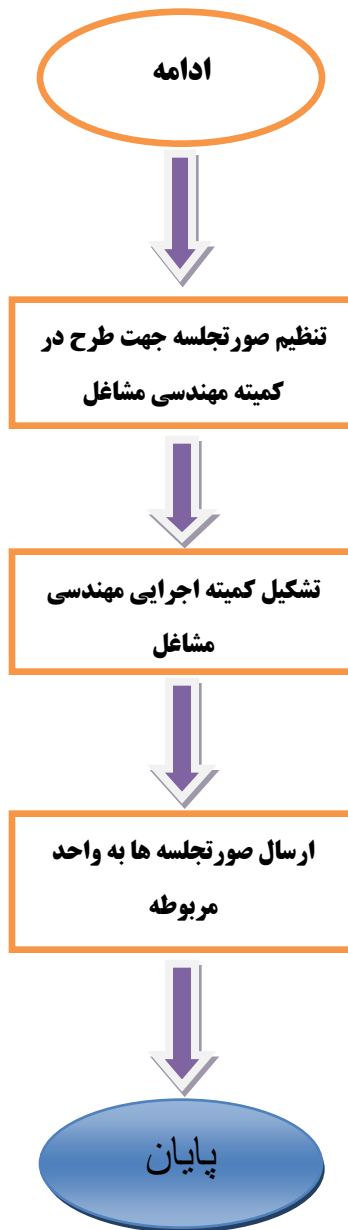 ادامه
تنظیم صورتجلسه جهت طرح در
کمیته مهندسی مشاغل
تشکیل کمیته اجرایی مهندسی
مشاغل
ارسال صورتجلسه ها به واحد
مربوطه
پایان